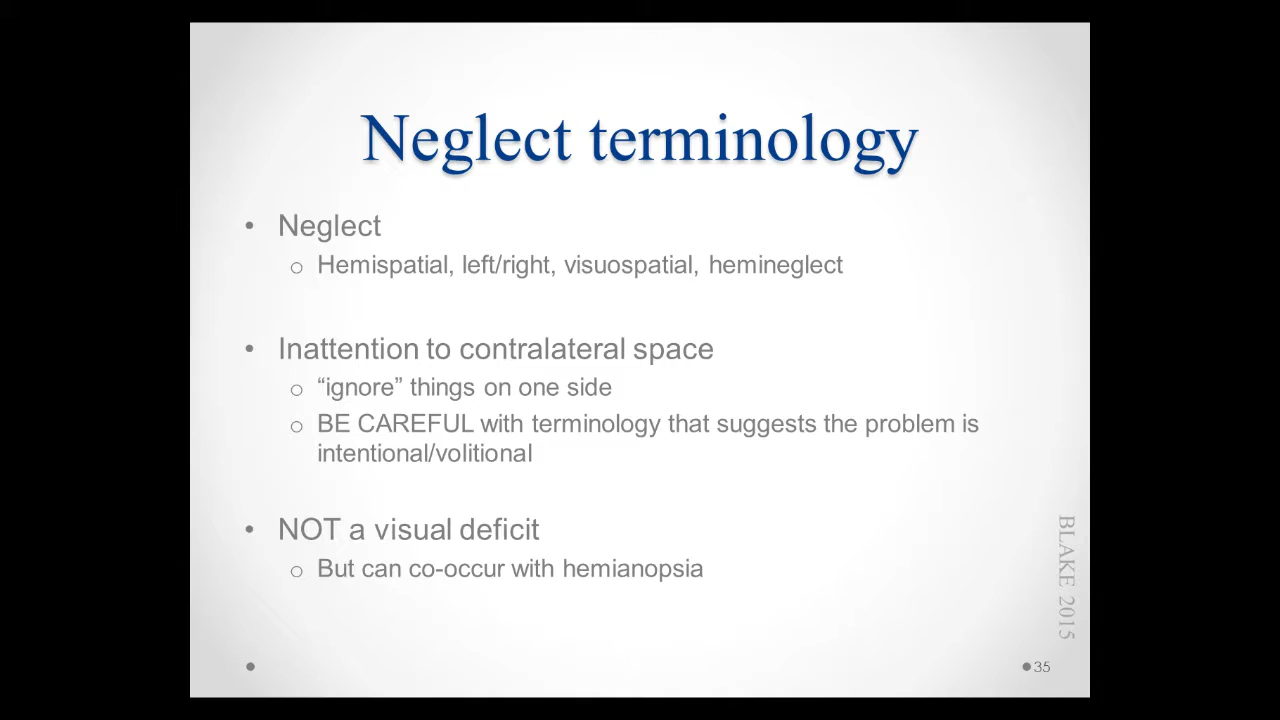 Neglect terminology
• Neglect
o Hemispatial, left/right, visuospatial, hemineglect
• Inattention to contralateral space
o “ignore” things on one side
o BE CAREFUL with terminology that suggests the problem is
intentional/volitional
• NOT a visual deficit
o But can co-occur with hemianopsia
BLAKE 2015
• •35